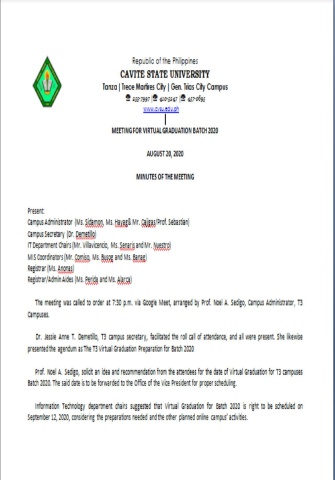 Republic of the Philippines
CAVITE STATE UNIVERSITY
Tanza | Trece Martires City | Gen. Trias City Campus
www.cvsu.edu.ph
MEETING FOR VIRTUAL GRADUATION BATCH 2020
AUGUST 20, 2020
MINUTES OF THE MEETING
Present:
Campus Administrator (Ms. Sidamon, Ms. Hayag& Mr. Cajigas/Prof. Sebastian)
Campus Secretary (Dr. Demetillo)
IT Department Chairs (Mr. Villavicencio, Ms. Senaris and Mr. Nuestro)
MIS Coordinators (Mr. Comiso, Ms. Busog and Ms. Banag)
Registrar (Ms. Anonas)
Registrar/Admin Aides (Ms. Perida and Ms. Alarca)
The meeting was called to order at 7:30 p.m. via Google Meet, arranged by Prof. Noel A. Sedigo, Campus Administrator, T3
Campuses.
Dr. Jessie Anne T. Demetillo, T3 campus secretary, facilitated the roll call of attendance, and all were present. She likewise
presented the agendum as The T3 Virtual Graduation Preparation for Batch 2020
Prof. Noel A. Sedigo, solicit an idea and recommendation from the attendees for the date of Virtual Graduation for T3 campuses
Batch 2020. The said date is to be forwarded to the Office of the Vice President for proper scheduling.
Information Technology department chairs suggested that Virtual Graduation for Batch 2020 is right to be scheduled on
September 12, 2020, considering the preparations needed and the other planned online campus' activities.